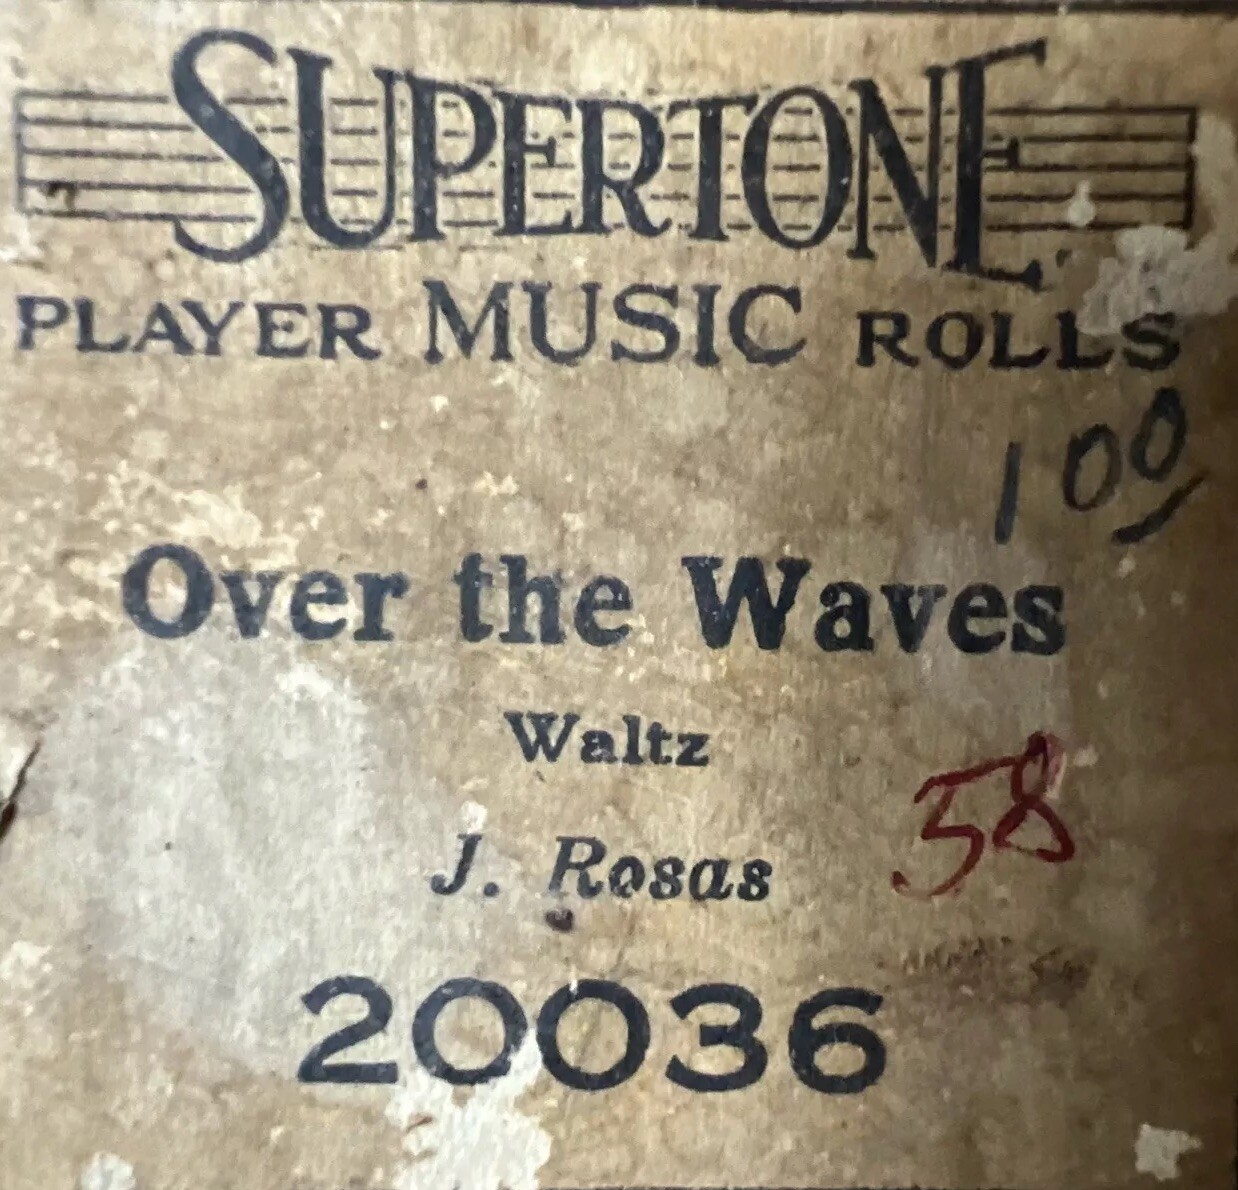 SUPERTONE
PLAYER MUSIC ROLLS
100
Over the Waves
Waltz
58
J. Rosas
20036